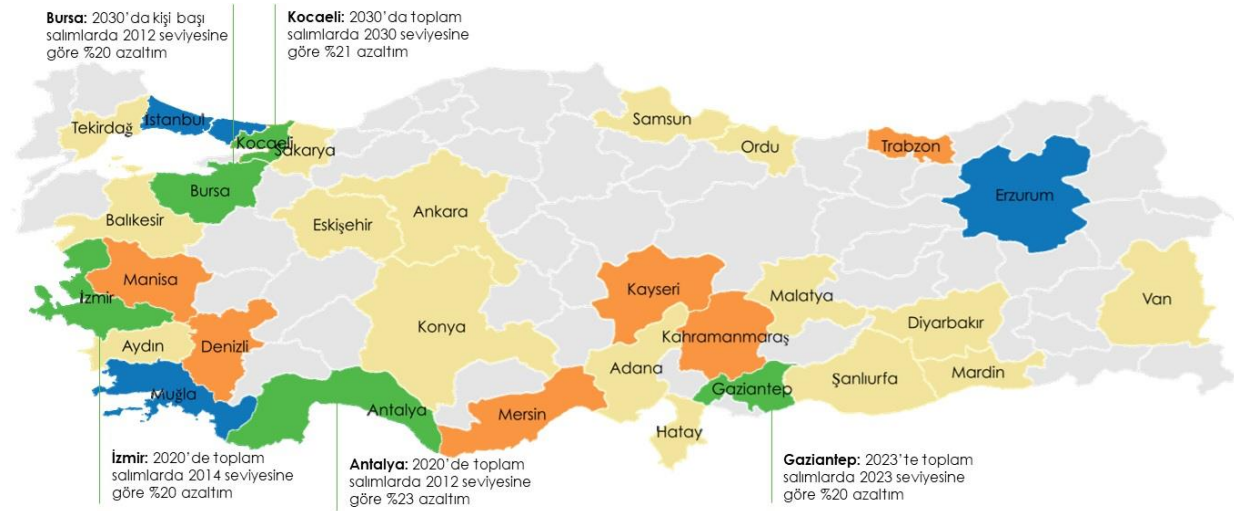 Bursa: 2030'da kişi başı
salımlarda 2012 seviyesine
göre %20 azaltım
Kocaeli: 2030'da toplam
salımlarda 2030 seviyesine
göre %21 azaltım
Tekirdağ
İstanbul
Kocaeli
Sakarya
Samsun
Ordu
Trabzon
Erzurum
Bursa
Balıkesir
Eskişehir
Ankara
Manisa
İzmir
Kayseri
Malatya
Van
Konya
Diyarbakır
Kahramanmaraş
Aydın
Denizli
Adana
Şanlıurfa
Mardin
Gaziantep
Muğla
Antalya
Mersin
Hatay
İzmir: 2020'de toplam
salımlarda 2014 seviyesine
göre %20 azaltım
Antalya: 2020'de toplam
salımlarda 2012 seviyesine
göre %23 azaltım
Gaziantep: 2023'te toplam
salımlarda 2023 seviyesine
göre %20 azaltım